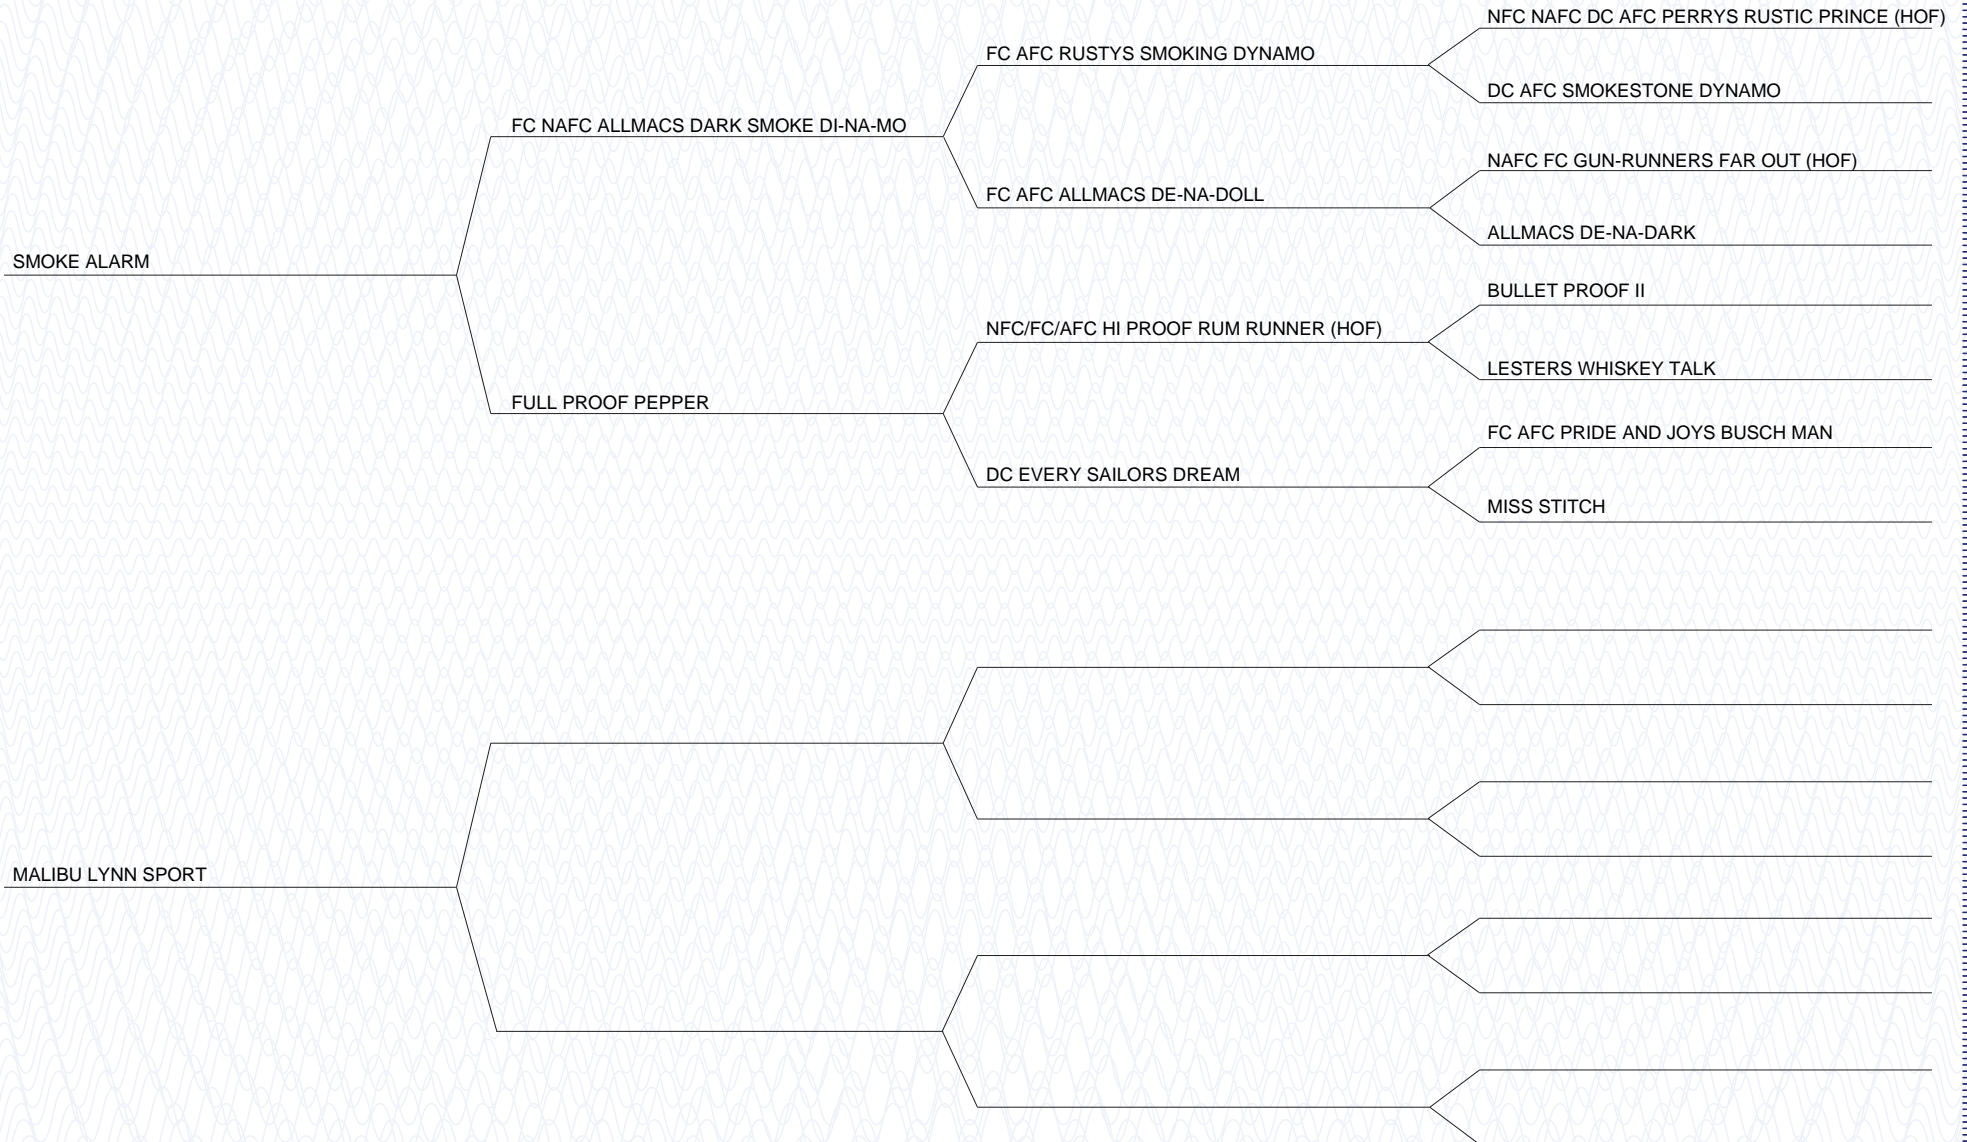 NFC NAFC DC AFC PERRYS RUSTIC PRINCE (HOF)
FC AFC RUSTYS SMOKING DYNAMO
DC AFC SMOKESTONE DYNAMO
FC NAFC ALLMACS DARK SMOKE DI-NA-MO
NAFC FC GUN-RUNNERS FAR OUT (HOF)
FC AFC ALLMACS DE-NA-DOLL
ALLMACS DE-NA-DARK
SMOKE ALARM
BULLET PROOF II
NFC/FC/AFC HI PROOF RUM RUNNER (HOF)
LESTERS WHISKEY TALK
FULL PROOF PEPPER
FC AFC PRIDE AND JOYS BUSCH MAN
DC EVERY SAILORS DREAM
MISS STITCH
MALIBU LYNN SPORT